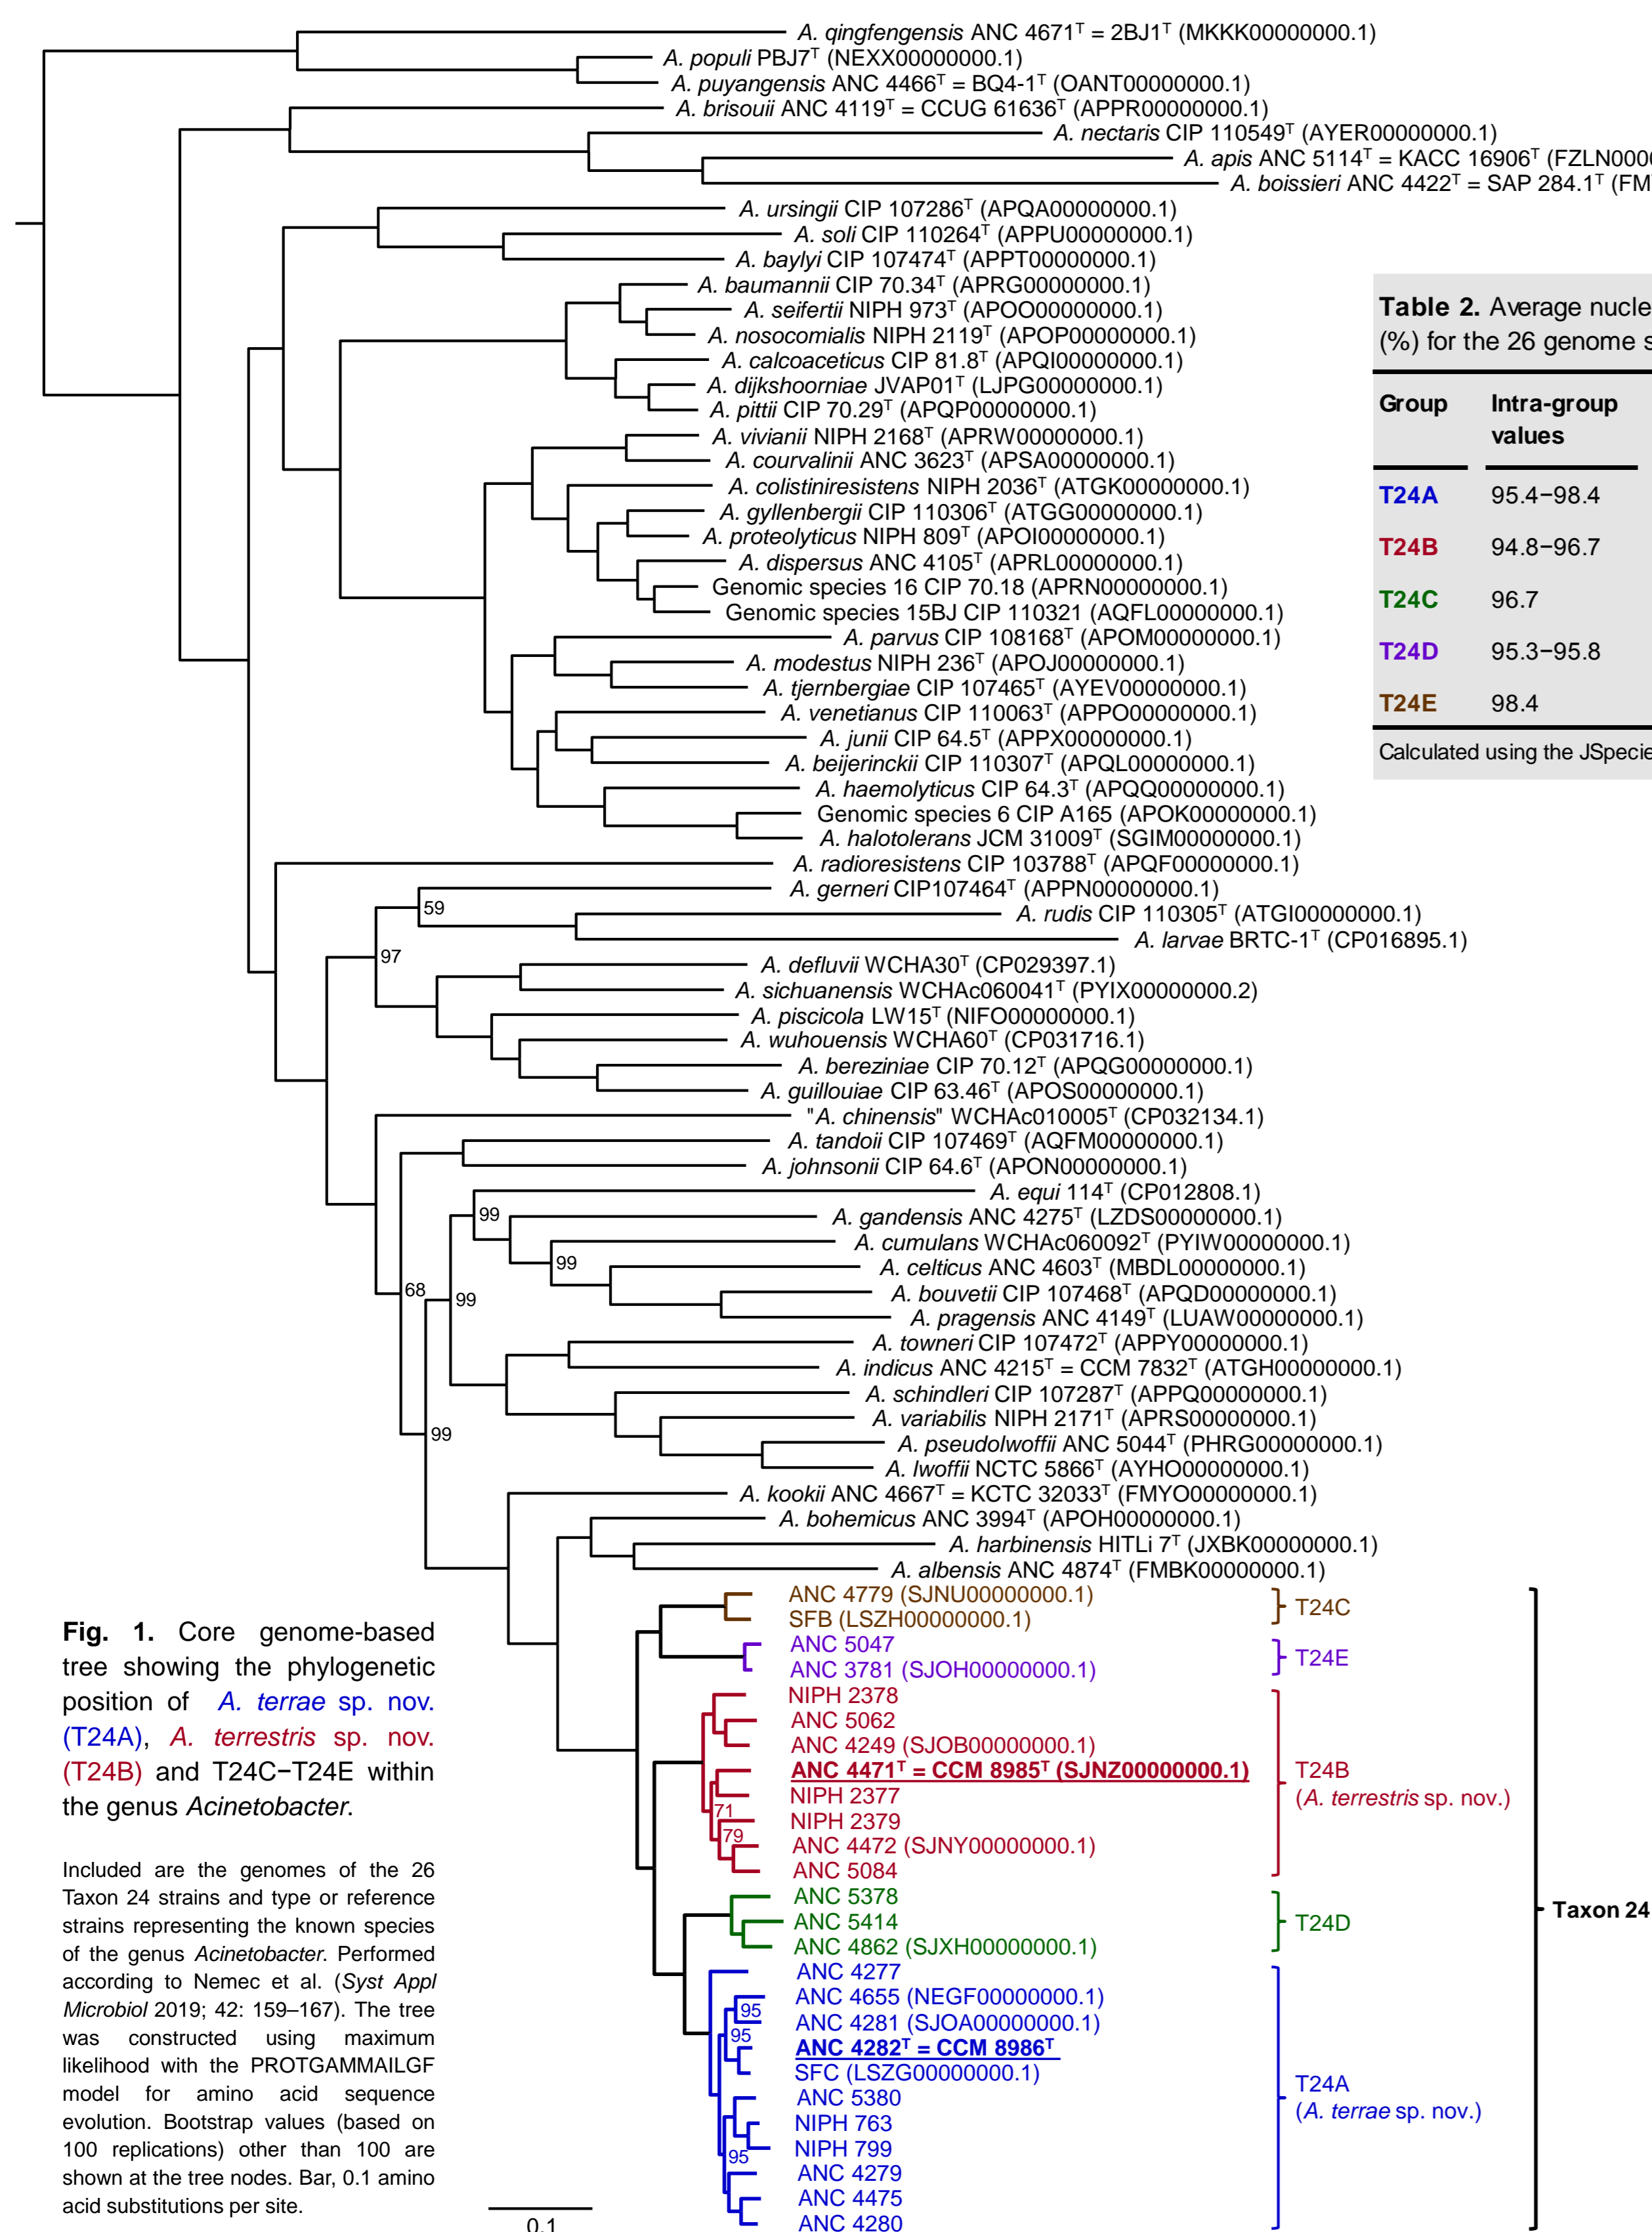 A. qingfengensis ANC 4671ᵀ = 2BJ1ᵀ (MKKK00000000.1)
A. populi PBJ7ᵀ (NEXX00000000.1)
A. puyangensis ANC 4466ᵀ = BQ4-1ᵀ (OANT00000000.1)
A. brisouii ANC 4119ᵀ = CCUG 61636ᵀ (APPR00000000.1)
A. nectaris CIP 110549ᵀ (AYER00000000.1)
A. apis ANC 5114ᵀ = KACC 16906ᵀ (FZLN0000
A. boissieri ANC 4422ᵀ = SAP 284.1ᵀ (FM
A. ursingii CIP 107286ᵀ (APQA00000000.1)
A. soli CIP 110264ᵀ (APPU00000000.1)
A. baylyi CIP 107474ᵀ (APPT00000000.1)
A. baumannii CIP 70.34ᵀ (APRG00000000.1)
A. seifertii NIPH 973ᵀ (APOO00000000.1)
A. nosocomialis NIPH 2119ᵀ (APOP00000000.1)
A. calcoaceticus CIP 81.8ᵀ (APQI00000000.1)
A. dijkshoorniae JVAP01ᵀ (LJPG00000000.1)
A. pittii CIP 70.29ᵀ (APQP00000000.1)
A. vivianii NIPH 2168ᵀ (APRW00000000.1)
A. courvalinii ANC 3623ᵀ (APSA00000000.1)
A. colistiniresistens NIPH 2036ᵀ (ATGK00000000.1)
A. gyllenbergii CIP 110306ᵀ (ATGG00000000.1)
A. proteolyticus NIPH 809ᵀ (APOI00000000.1)
A. dispersus ANC 4105ᵀ (APRL00000000.1)
Genomic species 16 CIP 70.18 (APRN00000000.1)
Genomic species 15BJ CIP 110321 (AQFL00000000.1)
A. parvus CIP 108168ᵀ (APOM00000000.1)
A. modestus NIPH 236ᵀ (APOJ00000000.1)
A. tjernbergiae CIP 107465ᵀ (AYEV00000000.1)
A. venetianus CIP 110063ᵀ (APPO00000000.1)
A. junii CIP 64.5ᵀ (APPX00000000.1)
A. beijerinckii CIP 110307ᵀ (APQL00000000.1)
A. haemolyticus CIP 64.3ᵀ (APQQ00000000.1)
Genomic species 6 CIP A165 (APOK00000000.1)
A. halotolerans JCM 31009ᵀ (SGIM00000000.1)
A. radioresistens CIP 103788ᵀ (APQF00000000.1)
A. gerneri CIP107464ᵀ (APPN00000000.1)
59
A. rudis CIP 110305ᵀ (ATGI00000000.1)
A. larvae BRTC-1ᵀ (CP016895.1)
97
A. defluvii WCHA30ᵀ (CP029397.1)
A. sichuanensis WCHAc060041ᵀ (PYIX00000000.2)
A. piscicola LW15ᵀ (NIFO00000000.1)
A. wuhouensis WCHA60ᵀ (CP031716.1)
A. bereziniae CIP 70.12ᵀ (APQG00000000.1)
A. guillouiae CIP 63.46ᵀ (APOS00000000.1)
"A. chinensis" WCHAc010005ᵀ (CP032134.1)
A. tandoii CIP 107469ᵀ (AQFM00000000.1)
A. johnsonii CIP 64.6ᵀ (APON00000000.1)
A. equi 114ᵀ (CP012808.1)
99
A. gandensis ANC 4275ᵀ (LZDS00000000.1)
A. cumulans WCHAc060092ᵀ (PYIW00000000.1)
99
A. celticus ANC 4603ᵀ (MBDL00000000.1)
68
99
A. bouvetii CIP 107468ᵀ (APQD00000000.1)
A. pragensis ANC 4149ᵀ (LUAW00000000.1)
A. towneri CIP 107472ᵀ (APPY00000000.1)
A. indicus ANC 4215ᵀ = CCM 7832ᵀ (ATGH00000000.1)
A. schindleri CIP 107287ᵀ (APPQ00000000.1)
A. variabilis NIPH 2171ᵀ (APRS00000000.1)
99
A. pseudolwoffii ANC 5044ᵀ (PHRG00000000.1)
A. lwoffii NCTC 5866ᵀ (AYHO00000000.1)
A. kookii ANC 4667ᵀ = KCTC 32033ᵀ (FMYO00000000.1)
A. bohemicus ANC 3994ᵀ (APOH00000000.1)
A. harbinensis HITLi 7ᵀ (JXBK00000000.1)
A. albensis ANC 4874ᵀ (FMBK00000000.1)
ANC 4779 (SJNU00000000.1)
SFB (LSZH00000000.1)
T24C
ANC 5047
ANC 3781 (SJOH00000000.1)
T24E
NIPH 2378
ANC 5062
ANC 4249 (SJOB00000000.1)
ANC 4471ᵀ = CCM 8985ᵀ (SJNZ00000000.1)
NIPH 2377
71
NIPH 2379
79
ANC 4472 (SJNY00000000.1)
ANC 5084
T24B
(A. terrestris sp. nov.)
ANC 5378
ANC 5414
ANC 4862 (SJXH00000000.1)
T24D
Taxon 24
ANC 4277
ANC 4655 (NEGF00000000.1)
95
ANC 4281 (SJOA00000000.1)
95
ANC 4282ᵀ = CCM 8986ᵀ
SFC (LSZG00000000.1)
ANC 5380
NIPH 763
NIPH 799
95
ANC 4279
ANC 4475
ANC 4280
T24A
(A. terrae sp. nov.)
0.1
Table 2. Average nucle
(%) for the 26 genome s
Group Intra-group
values
T24A 95.4−98.4
T24B 94.8−96.7
T24C 96.7
T24D 95.3−95.8
T24E 98.4
Calculated using the JSpecie
Fig. 1. Core genome-based
tree showing the phylogenetic
position of A. terrae sp. nov.
(T24A), A. terrestris sp. nov.
(T24B) and T24C−T24E within
the genus Acinetobacter.
Included are the genomes of the 26
Taxon 24 strains and type or reference
strains representing the known species
of the genus Acinetobacter. Performed
according to Nemec et al. (Syst Appl
Microbiol 2019; 42: 159–167). The tree
was constructed using maximum
likelihood with the PROTGAMMAILGF
model for amino acid sequence
evolution. Bootstrap values (based on
100 replications) other than 100 are
shown at the tree nodes. Bar, 0.1 amino
acid substitutions per site.